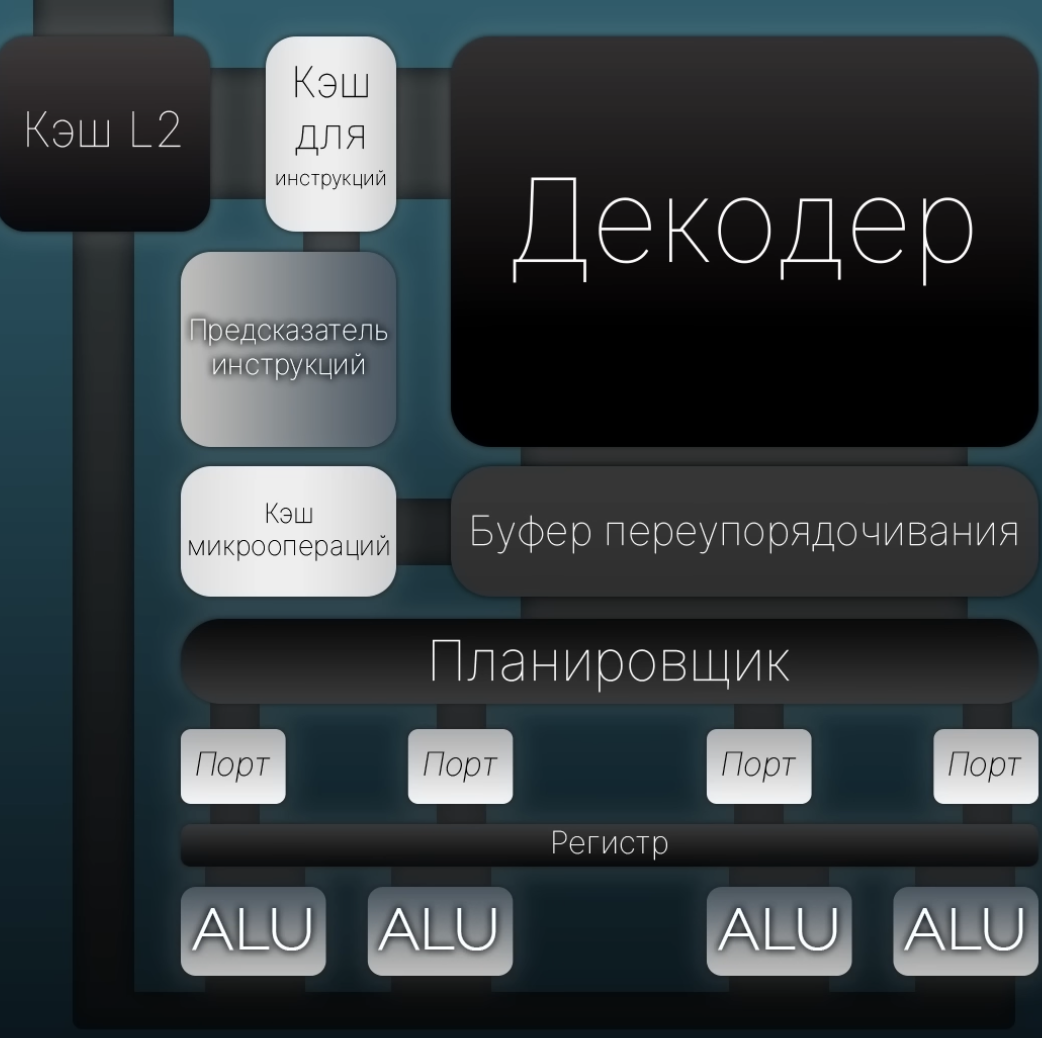 Кэш L2
Кэш
для
инструкций
Декодер
Предсказатель
инструкций
Кэш
микроопераций
Буфер переупорядочивания
Планировщик
Порт
Порт
Порт
Порт
Регистр
ALU
ALU
ALU
ALU